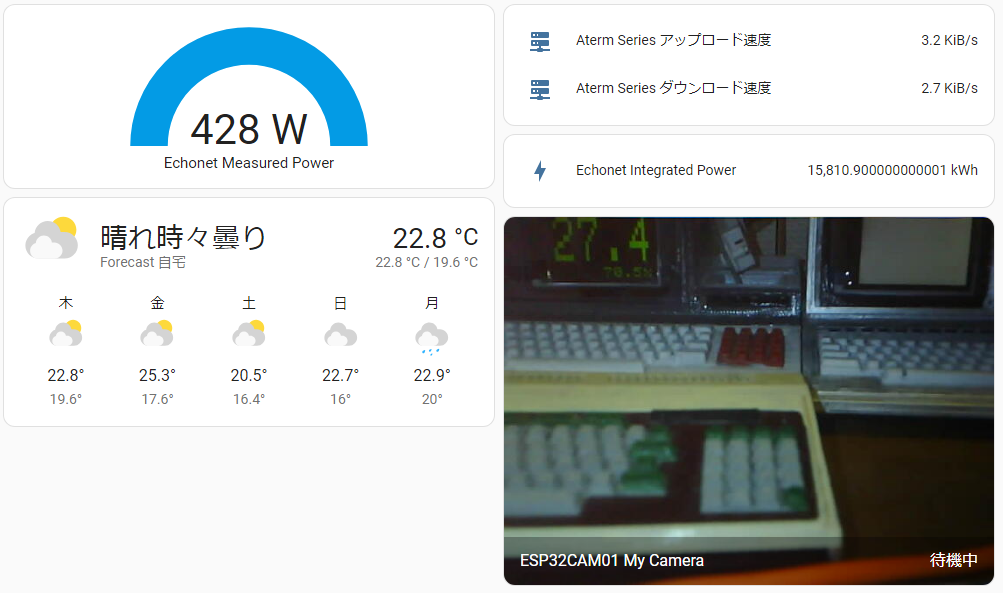 428 W
Echonet Measured Power
晴れ時々曇り
22.8 °C
Forecast 自宅
22.8 °C / 19.6 °C
木 金 土 日 月
22.8° 25.3° 20.5° 22.7° 22.9°
19.6° 17.6° 16.4° 16° 20°
Aterm Series アップロード速度 3.2 KiB/s
Aterm Series ダウンロード速度 2.7 KiB/s
Echonet Integrated Power 15,810.900000000001 kWh
27.4
70.5%
ESP32CAM01 My Camera 待機中